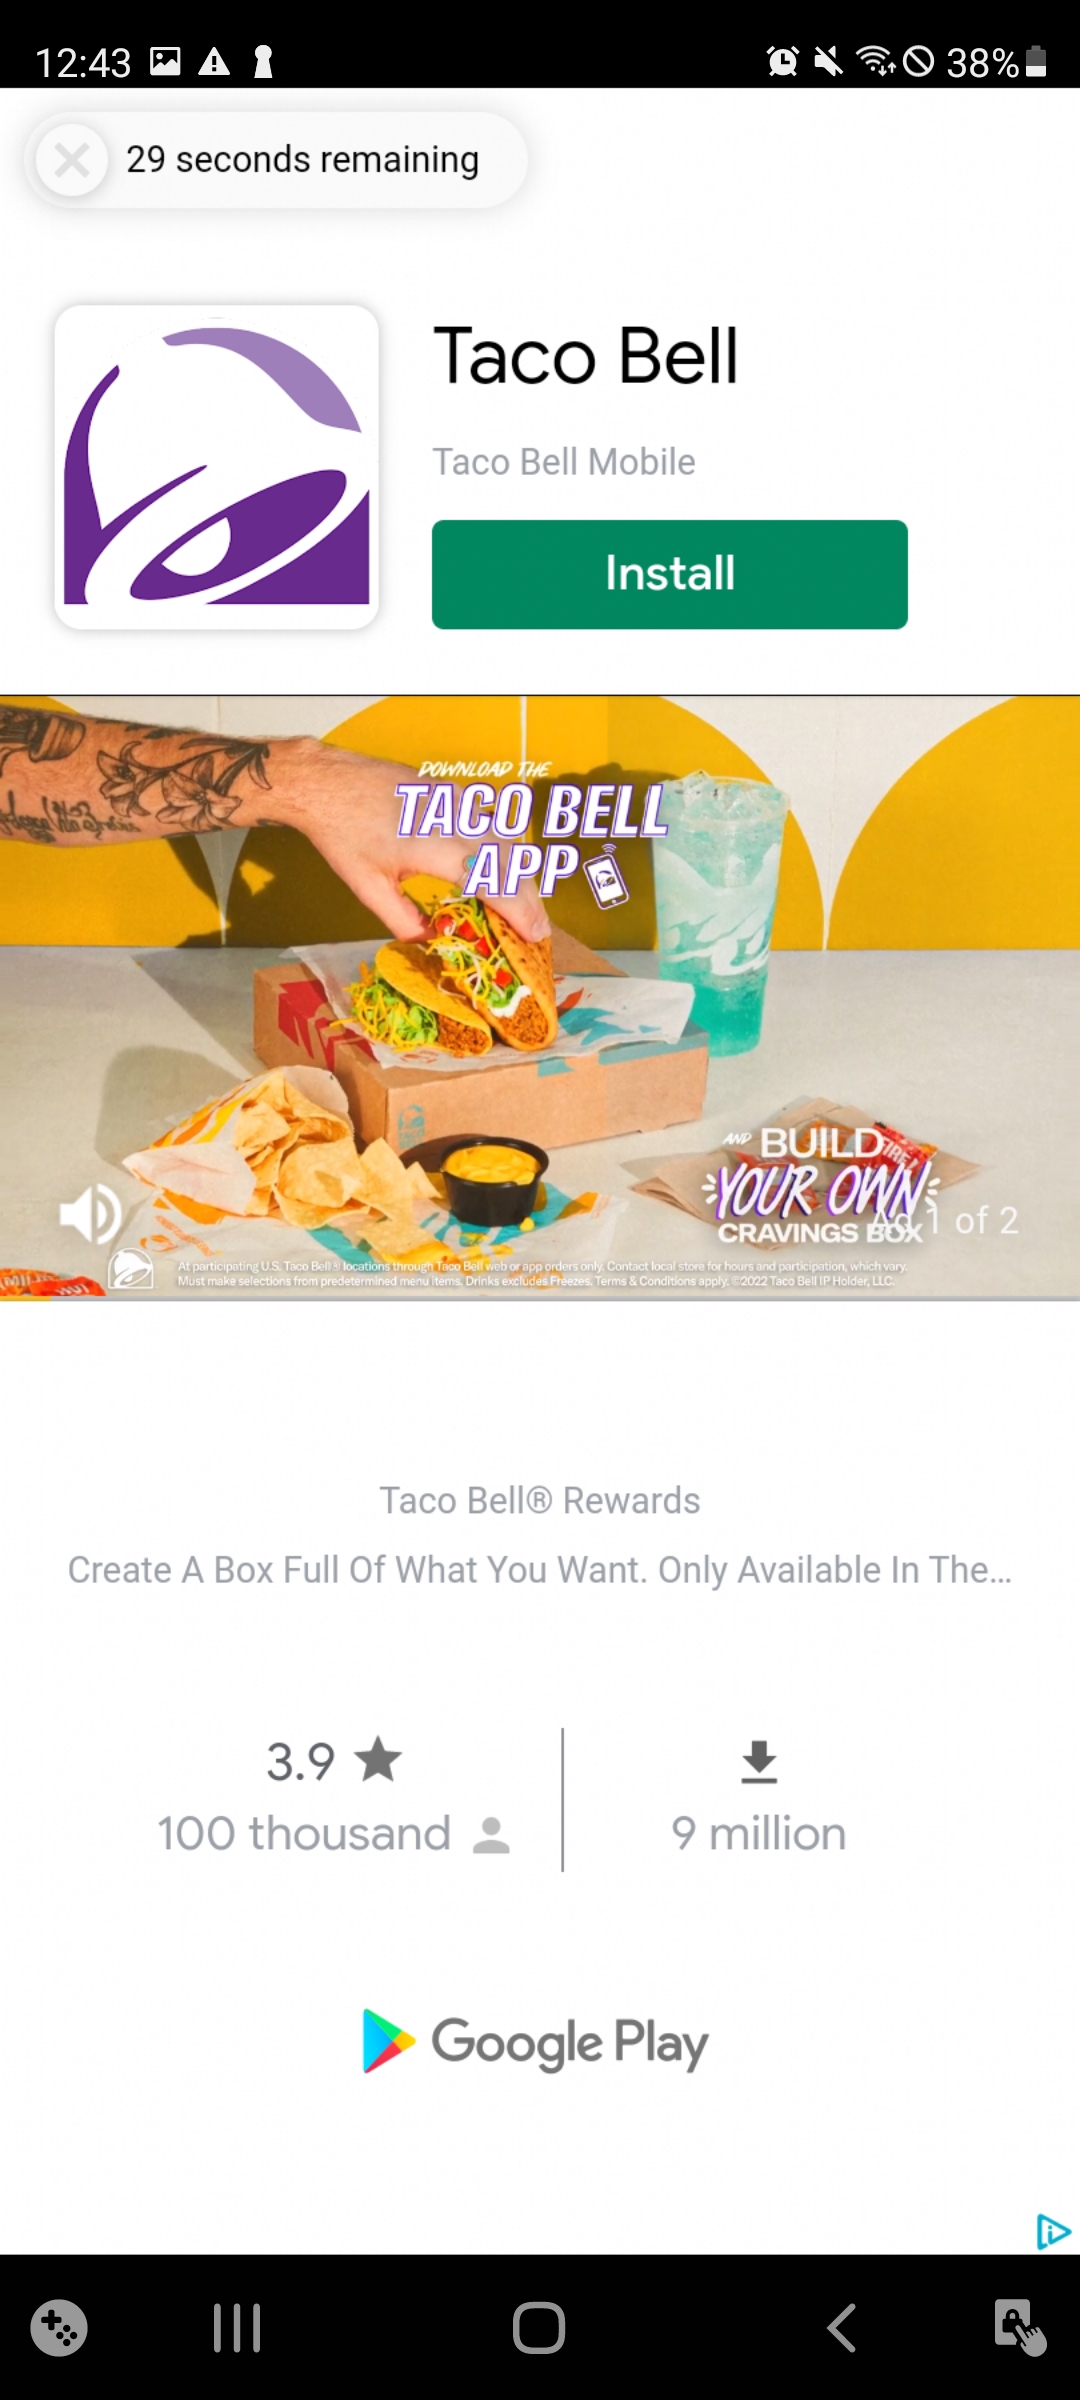 12:43
38%
29 seconds remaining
Taco Bell
Taco Bell Mobile
Install
DOWNLOAD THE
TACO BELL
APP
AND BUILD
YOUR OWN
CRAVINGS BOX
Ad 1 of 2
At participating U.S. Taco Bell® locations through Taco Bell web or app orders only. Contact local store for hours and participation, which vary.
Must make selections from predetermined menu items. Drinks excludes Freezes. Terms & Conditions apply. ©2022 Taco Bell IP Holder, LLC.
Taco Bell® Rewards
Create A Box Full Of What You Want. Only Available In The…
3.9
100 thousand
9 million
Google Play